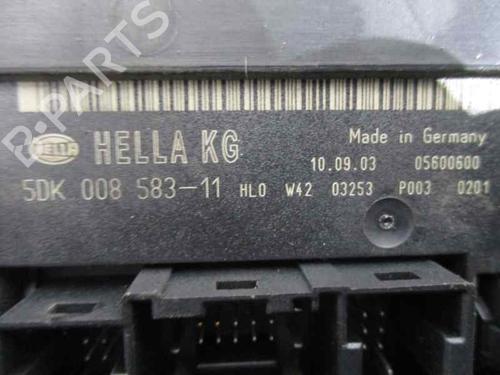 B-PARTS
HELLA HELLA KG Made in Germany
10.09.03 05600600
5DK 008 583-11 HLO W42 03253 P003 0201